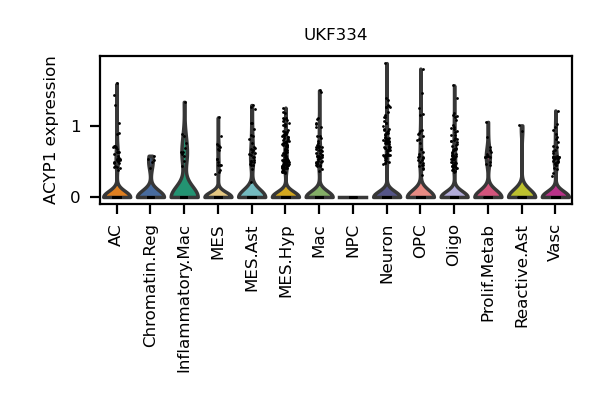 UKF334
ACYP1 expression
1
0
AC
Chromatin.Reg
Inflammatory.Mac
MES
MES.Ast
MES.Hyp
Mac
NPC
Neuron
OPC
Oligo
Prolif.Metab
Reactive.Ast
Vasc